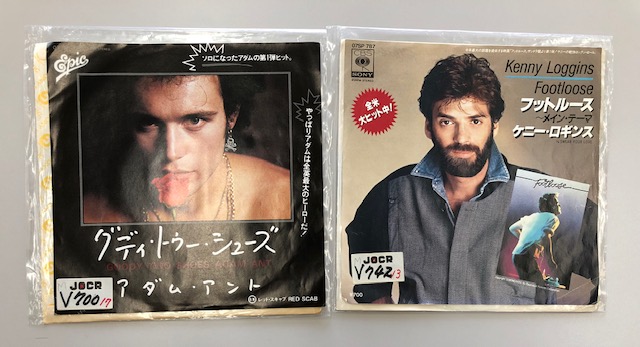 Epic
ソロになったアダムの第1弾ヒット。
やっぱりアダムは全英最大のヒーローだ！
グディ・トゥー・シューズ
JOCR
V700 17
アダム・アント
レッド・スキャブ RED SCAB
07SP 787
CBS
SONY
Kenny Loggins
Footloose
フットルース
〜メイン・テーマ
ケニー・ロギンス
全米
大ヒット中！
Footloose
JOCR
V742 13
¥700